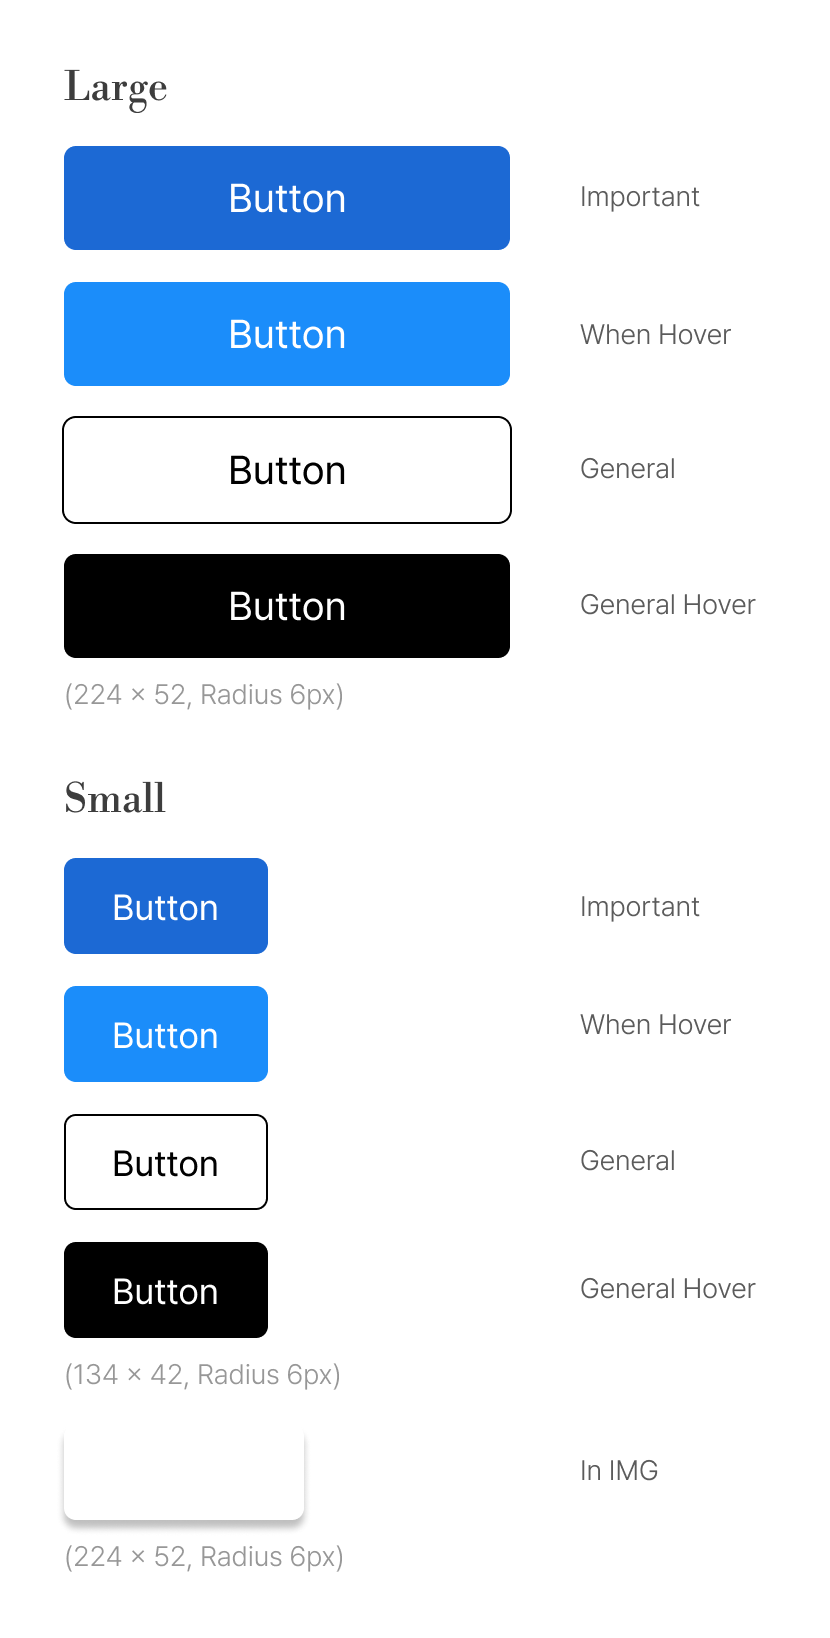 Large
Button Important
Button When Hover
Button General
Button General Hover
(224 × 52, Radius 6px)
Small
Button Important
Button When Hover
Button General
Button General Hover
(134 × 42, Radius 6px)
In IMG
(224 × 52, Radius 6px)